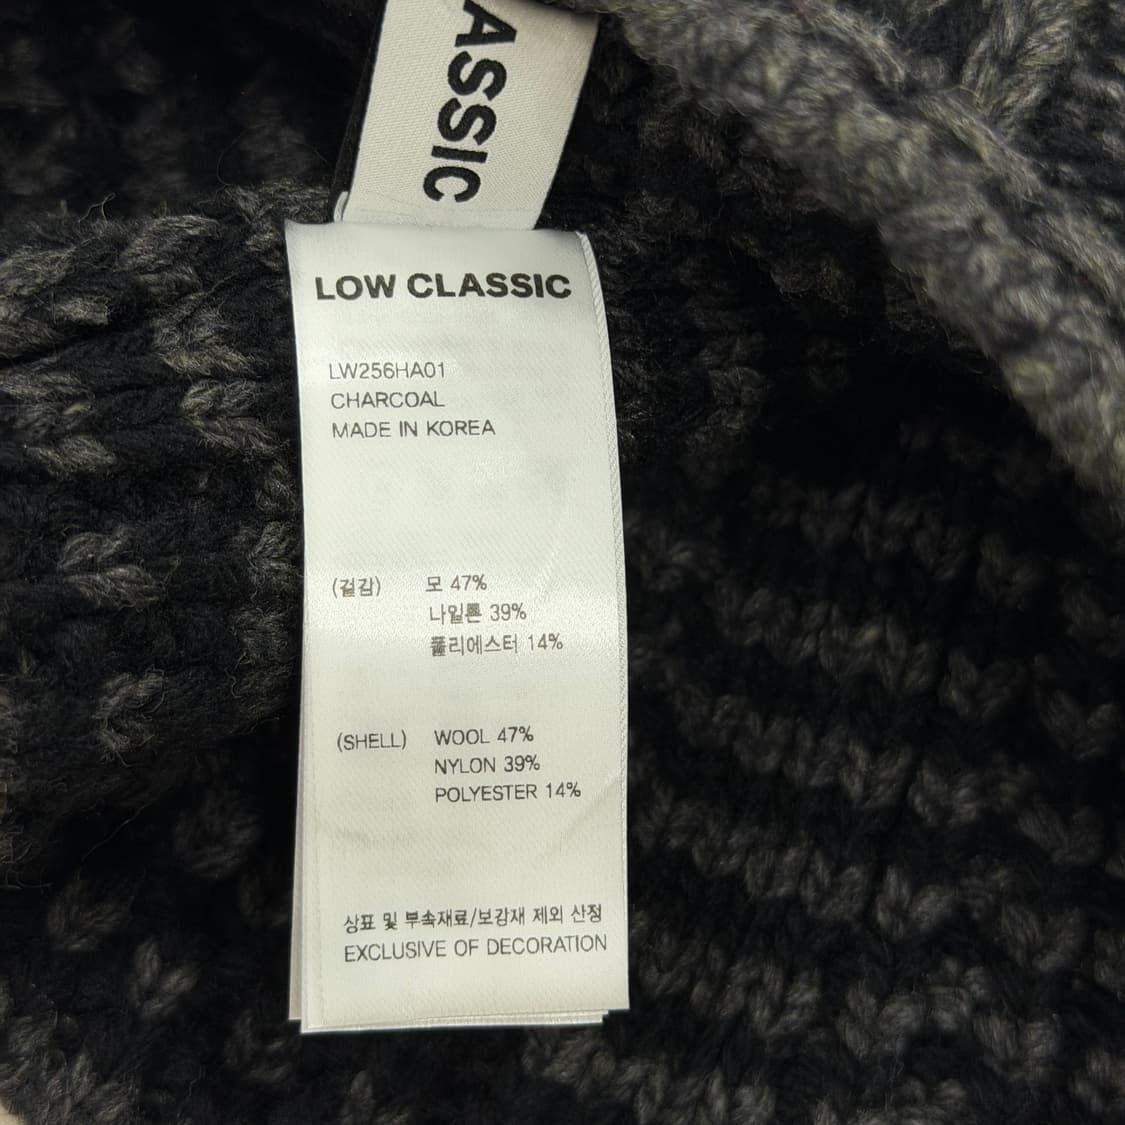 ASSIC
LOW CLASSIC
LW256HA01
CHARCOAL
MADE IN KOREA
(겉감) 모 47%
나일론 39%
폴리에스터 14%
(SHELL) WOOL 47%
NYLON 39%
POLYESTER 14%
상표 및 부속재료/보강재 제외 산정
EXCLUSIVE OF DECORATION